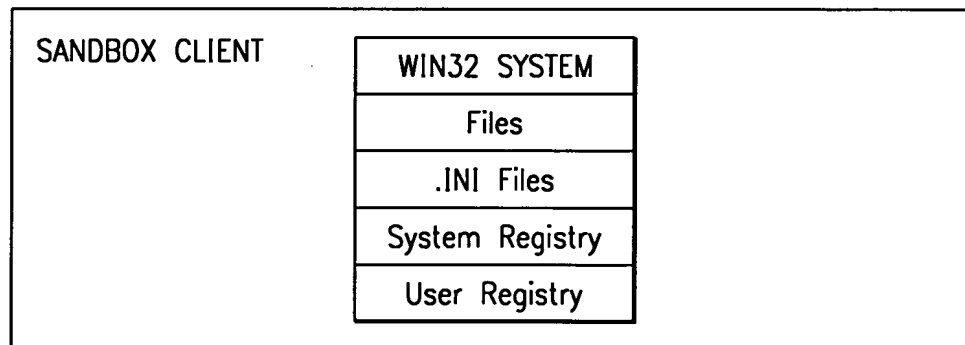 SANDBOX CLIENT
WIN32 SYSTEM
Files
.INI Files
System Registry
User Registry